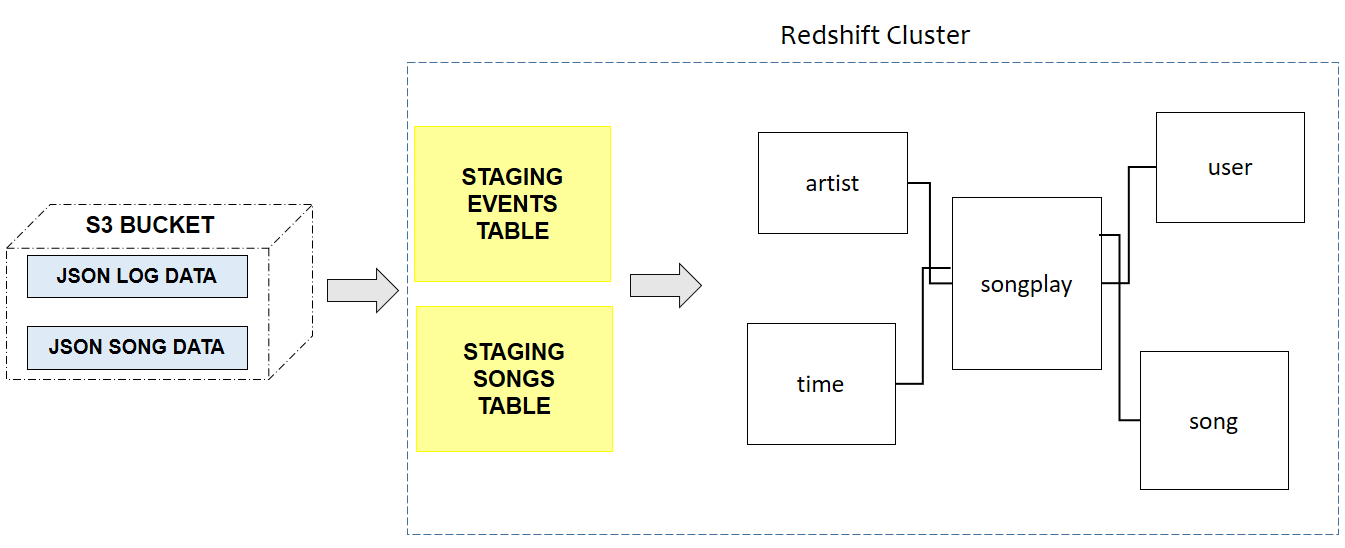 Redshift Cluster
S3 BUCKET
JSON LOG DATA
JSON SONG DATA
STAGING
EVENTS
TABLE
STAGING
SONGS
TABLE
artist
time
songplay
user
song